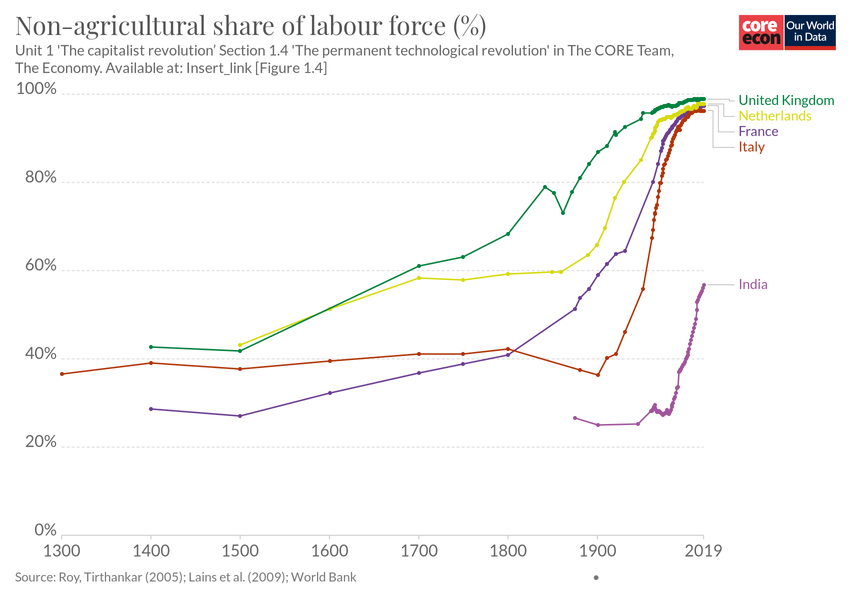 Non-agricultural share of labour force (%)
core
econ
Our World
in Data
Unit 1 'The capitalist revolution' Section 1.4 'The permanent technological revolution' in The CORE Team,
The Economy. Available at: Insert_link [Figure 1.4]
100%
80%
60%
40%
20%
0%
United Kingdom
Netherlands
France
Italy
India
1300 1400 1500 1600 1700 1800 1900 2019
Source: Roy, Tirthankar (2005); Lains et al. (2009); World Bank